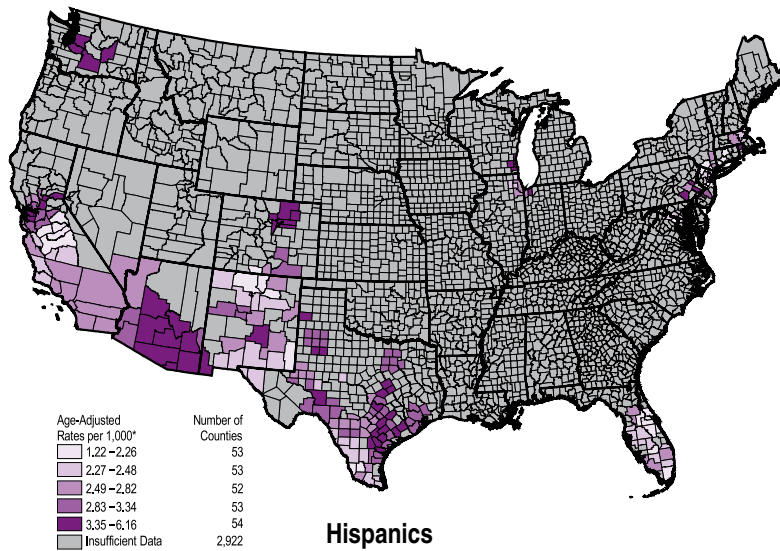 Age-Adjusted Number of
Rates per 1,000* Counties
1.22 – 2.26 53
2.27 – 2.48 53
2.49 – 2.82 52
2.83 – 3.34 53
3.35 – 6.16 54
Insufficient Data 2,922
Hispanics